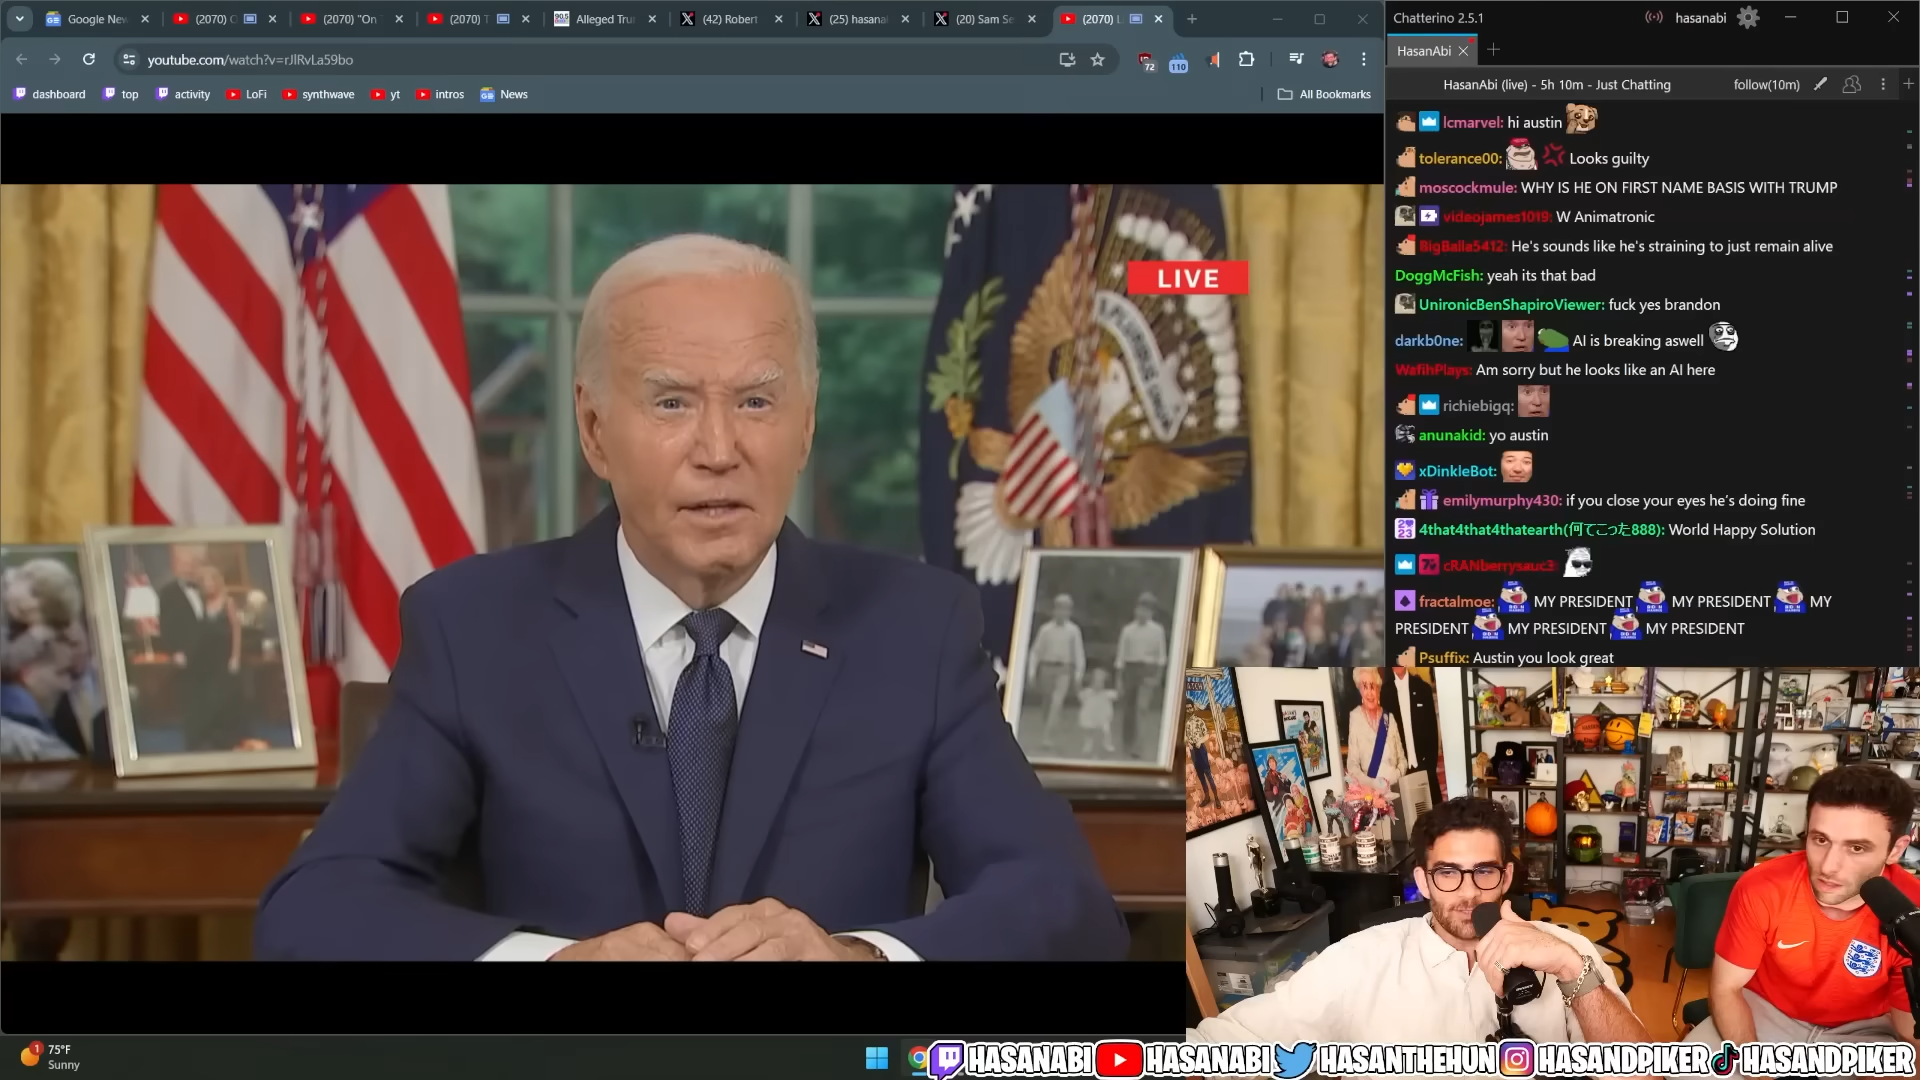 Google New
(2070) "On
(2070) T
Alleged Tru
(42) Robert
(25) hasana
(20) Sam Se
(2070) L
youtube.com/watch?v=rJlRvLa59bo
72
110
dashboard
top
activity
LoFi
synthwave
yt
intros
News
All Bookmarks
LIVE
E PLURIBUS UNUM
75°F
Sunny
1
Chatterino 2.5.1
hasanabi
HasanAbi
HasanAbi (live) - 5h 10m - Just Chatting
follow(10m)
lcmarvel: hi austin
tolerance00: Looks guilty
moscockmule: WHY IS HE ON FIRST NAME BASIS WITH TRUMP
videojames1019: W Animatronic
BigBalls5412: He's sounds like he's straining to just remain alive
DoggMcFish: yeah its that bad
UnironicBenShapiroViewer: fuck yes brandon
darkb0ne: AI is breaking aswell
WafihPlays: Am sorry but he looks like an AI here
richiebigq:
anunakid: yo austin
xDinkleBot:
emilymurphy430: if you close your eyes he's doing fine
4that4that4thatearth(何てこった888): World Happy Solution
cRANberrysauc3:
fractalmoe: MY PRESIDENT MY PRESIDENT MY
PRESIDENT MY PRESIDENT MY PRESIDENT
Psuffix: Austin you look great
HASANABI HASANABI HASANTHEHUN HASANDPIKER HASANDPIKER